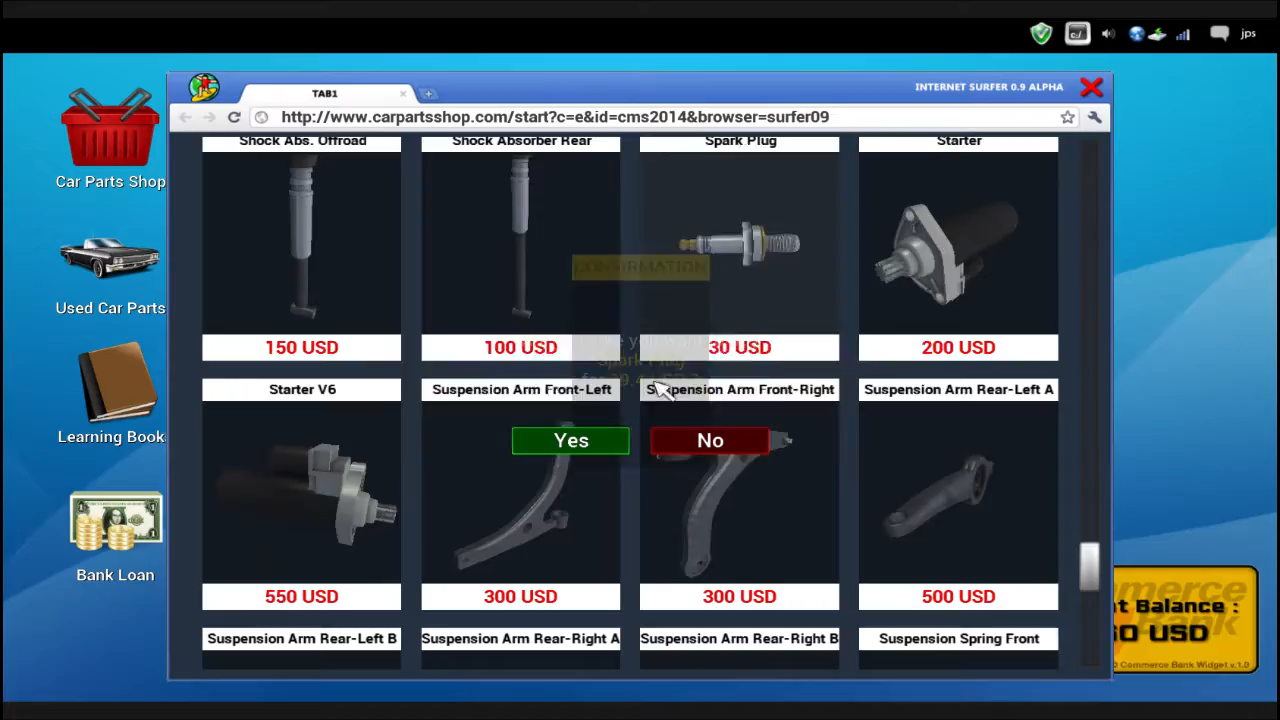 jps
INTERNET SURFER 0.9 ALPHA
TAB1
http://www.carpartsshop.com/start?c=e&id=cms2014&browser=surfer09
Car Parts Shop
Used Car Parts
Learning Book
Bank Loan
Shock Abs. Offroad
Shock Absorber Rear
Spark Plug
Starter
CONFIRMATION
150 USD
100 USD
30 USD
200 USD
Spark Plug
Starter V6
Suspension Arm Front-Left
Suspension Arm Front-Right
Suspension Arm Rear-Left A
Yes
No
550 USD
300 USD
300 USD
500 USD
Suspension Arm Rear-Left B
Suspension Arm Rear-Right A
Suspension Arm Rear-Right B
Suspension Spring Front
Balance :
USD
Commerce Bank Widget v.1.0